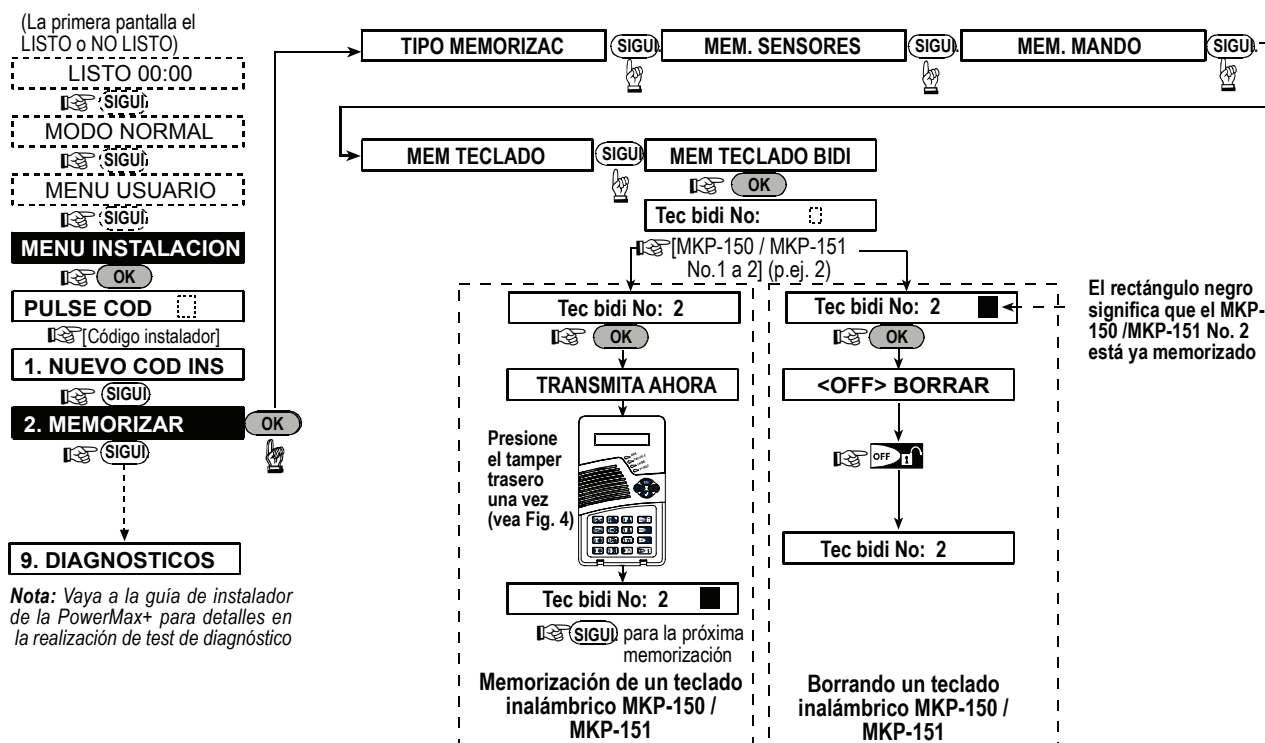 (La primera pantalla el
LISTO o NO LISTO)
LISTO 00:00
SIGUI.
MODO NORMAL
SIGUI.
MENU USUARIO
SIGUI.
MENU INSTALACION
OK
PULSE COD
[Código instalador]
1. NUEVO COD INS
SIGUI.
2. MEMORIZAR
OK
SIGUI.
9. DIAGNOSTICOS
Nota: Vaya a la guía de instalador
de la PowerMax+ para detalles en
la realización de test de diagnóstico
TIPO MEMORIZAC
SIGUI.
MEM. SENSORES
SIGUI.
MEM. MANDO
SIGUI.
MEM TECLADO
SIGUI.
MEM TECLADO BIDI
OK
Tec bidi No:
[MKP-150 / MKP-151
No.1 a 2] (p.ej. 2)
Tec bidi No: 2
OK
TRANSMITA AHORA
Presione
el tamper
trasero
una vez
(vea Fig. 4)
Tec bidi No: 2
SIGUI. para la próxima
memorización
Memorización de un teclado
inalámbrico MKP-150 /
MKP-151
Tec bidi No: 2
OK
<OFF> BORRAR
OFF
Tec bidi No: 2
Borrando un teclado
inalámbrico MKP-150 /
MKP-151
El rectángulo negro
significa que el MKP-
150 /MKP-151 No. 2
está ya memorizado